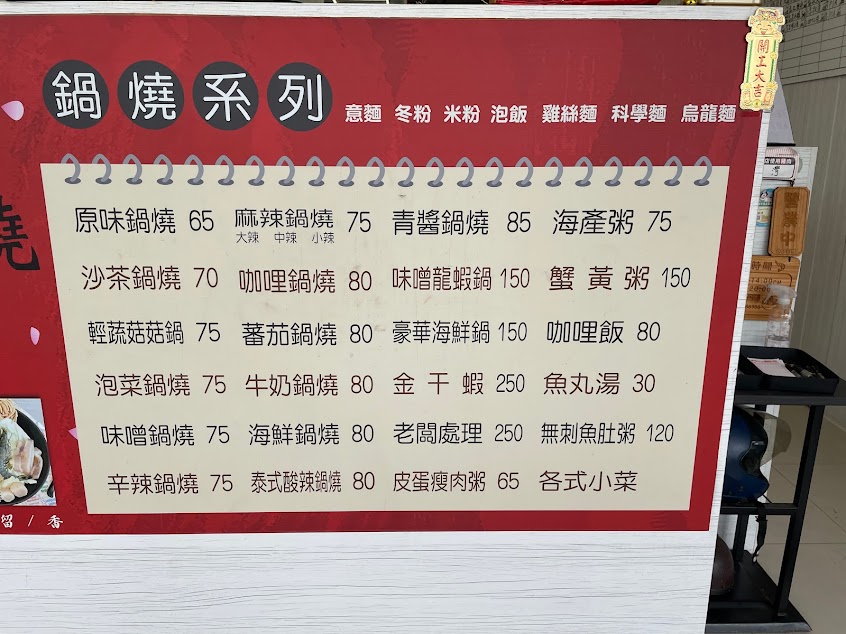 鍋燒系列
意麵 冬粉 米粉 泡飯 雞絲麵 科學麵 烏龍麵
原味鍋燒 65 麻辣鍋燒 75 青醬鍋燒 85 海產粥 75
大辣 中辣 小辣
沙茶鍋燒 70 咖哩鍋燒 80 味噌龍蝦鍋 150 蟹黃粥 150
輕蔬菇菇鍋 75 蕃茄鍋燒 80 豪華海鮮鍋 150 咖哩飯 80
泡菜鍋燒 75 牛奶鍋燒 80 金干蝦 250 魚丸湯 30
味噌鍋燒 75 海鮮鍋燒 80 老闆處理 250 無刺魚肚粥 120
辛辣鍋燒 75 泰式酸辣鍋燒 80 皮蛋瘦肉粥 65 各式小菜
燒
留 / 香
開工大吉
營業中